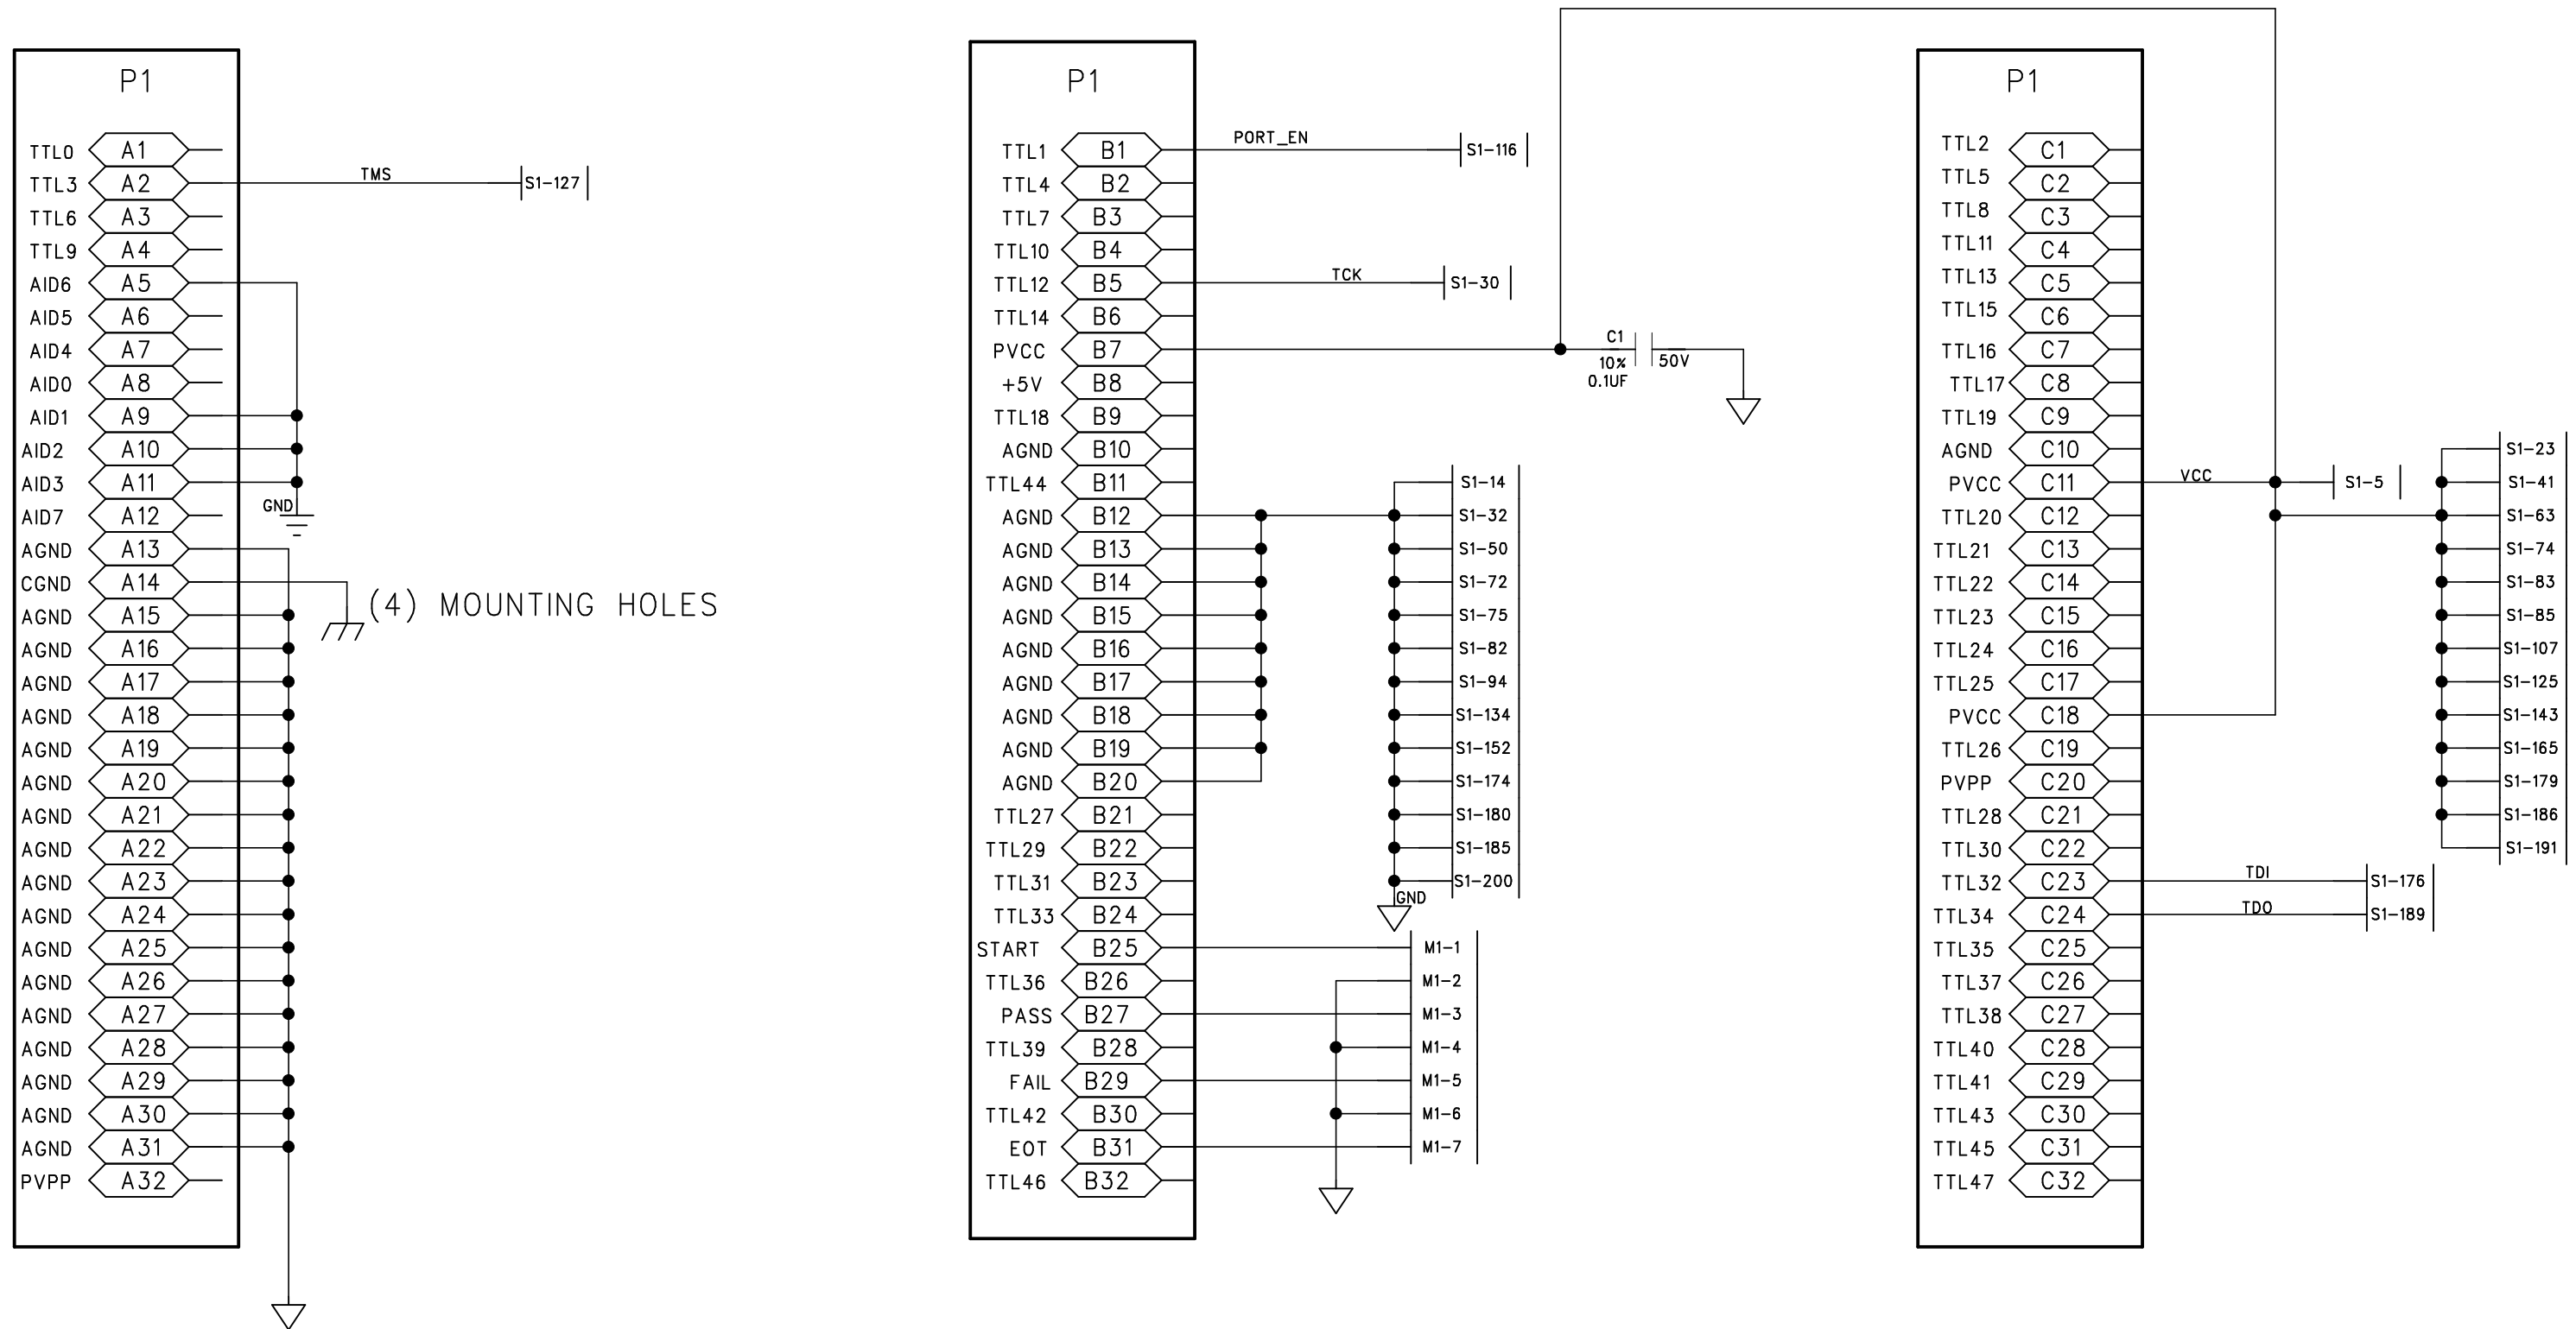 P1
TTL0 A1
TTL3 A2 TMS S1-127
TTL6 A3
TTL9 A4
AID6 A5
AID5 A6
AID4 A7
AID0 A8
AID1 A9
AID2 A10
AID3 A11
GND
AID7 A12
AGND A13
CGND A14
(4) MOUNTING HOLES
AGND A15
AGND A16
AGND A17
AGND A18
AGND A19
AGND A20
AGND A21
AGND A22
AGND A23
AGND A24
AGND A25
AGND A26
AGND A27
AGND A28
AGND A29
AGND A30
AGND A31
PVPP A32
P1
TTL1 B1 PORT_EN S1-116
TTL4 B2
TTL7 B3
TTL10 B4
TTL12 B5 TCK S1-30
TTL14 B6
PVCC B7
C1
10% 50V
0.1UF
+5V B8
TTL18 B9
AGND B10
TTL44 B11 S1-14
AGND B12 S1-32
AGND B13 S1-50
AGND B14 S1-72
AGND B15 S1-75
AGND B16 S1-82
AGND B17 S1-94
AGND B18 S1-134
AGND B19 S1-152
AGND B20 S1-174
TTL27 B21 S1-180
TTL29 B22 S1-185
TTL31 B23 S1-200
GND
TTL33 B24
START B25 M1-1
TTL36 B26 M1-2
PASS B27 M1-3
TTL39 B28 M1-4
FAIL B29 M1-5
TTL42 B30 M1-6
EOT B31 M1-7
TTL46 B32
P1
TTL2 C1
TTL5 C2
TTL8 C3
TTL11 C4
TTL13 C5
TTL15 C6
TTL16 C7
TTL17 C8
TTL19 C9
AGND C10 S1-23
PVCC C11 VCC S1-5 S1-41
TTL20 C12 S1-63
TTL21 C13 S1-74
TTL22 C14 S1-83
TTL23 C15 S1-85
TTL24 C16 S1-107
TTL25 C17 S1-125
PVCC C18 S1-143
TTL26 C19 S1-165
PVPP C20 S1-179
TTL28 C21 S1-186
TTL30 C22 S1-191
TTL32 C23 TDI S1-176
TTL34 C24 TDO S1-189
TTL35 C25
TTL37 C26
TTL38 C27
TTL40 C28
TTL41 C29
TTL43 C30
TTL45 C31
TTL47 C32